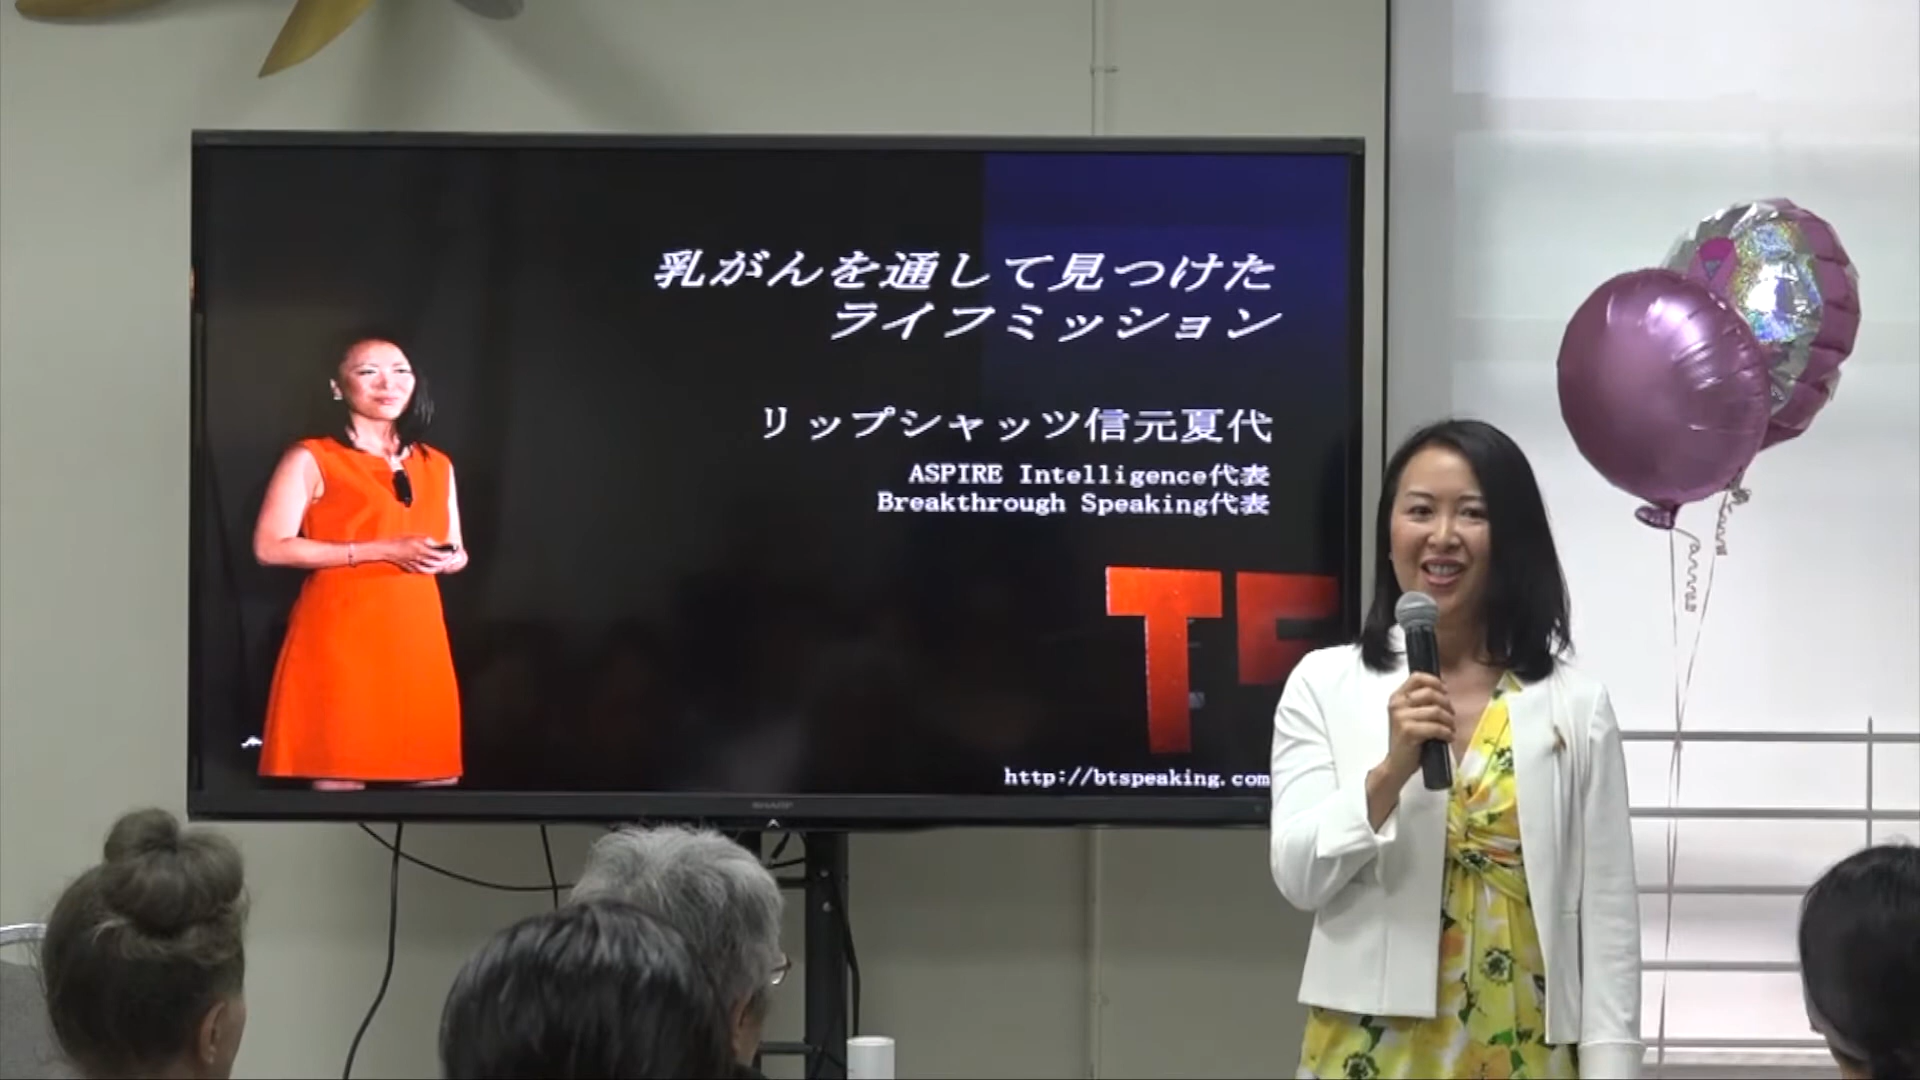 乳がんを通して見つけた
ライフミッション
リップシャッツ信元夏代
ASPIRE Intelligence代表
Breakthrough Speaking代表
TE
http://btspeaking.com
SHARP